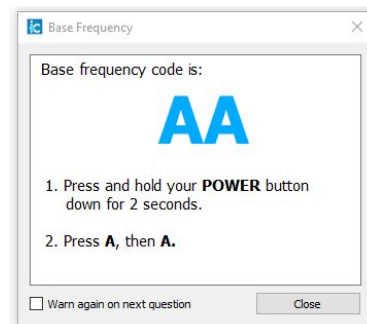 iC Base Frequency
Base frequency code is:
AA
1. Press and hold your POWER button
down for 2 seconds.
2. Press A, then A.
Warn again on next question Close